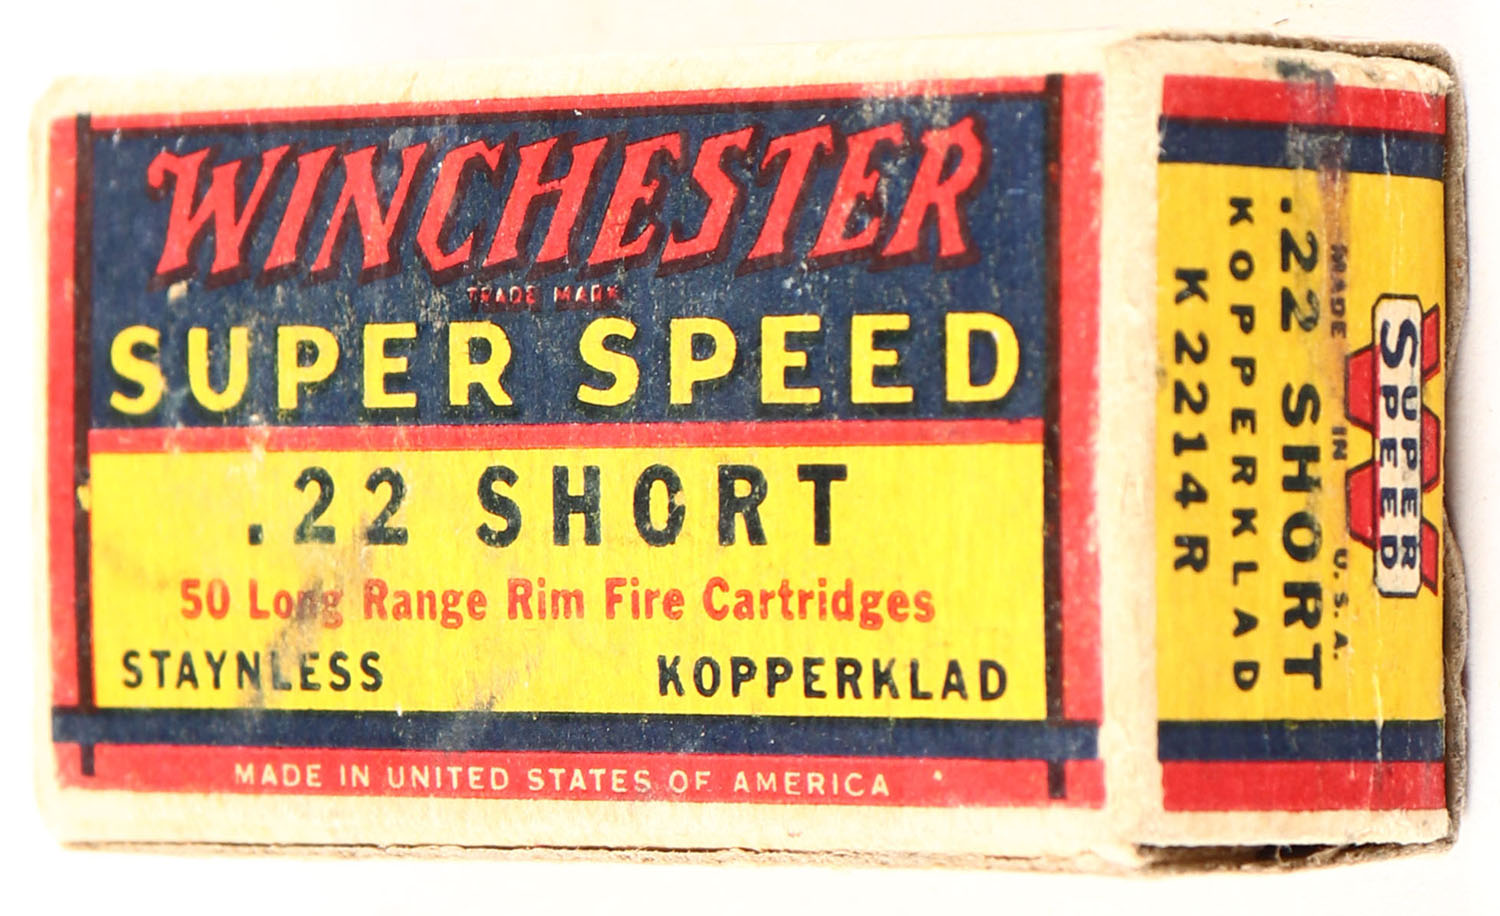 WINCHESTER
TRADE MARK
SUPER SPEED
.22 SHORT
50 Long Range Rim Fire Cartridges
STAYNLESS KOPPERKLAD
MADE IN UNITED STATES OF AMERICA
W
SUPER
SPEED
MADE IN U.S.A.
.22 SHORT
KOPPERKLAD
K2214R